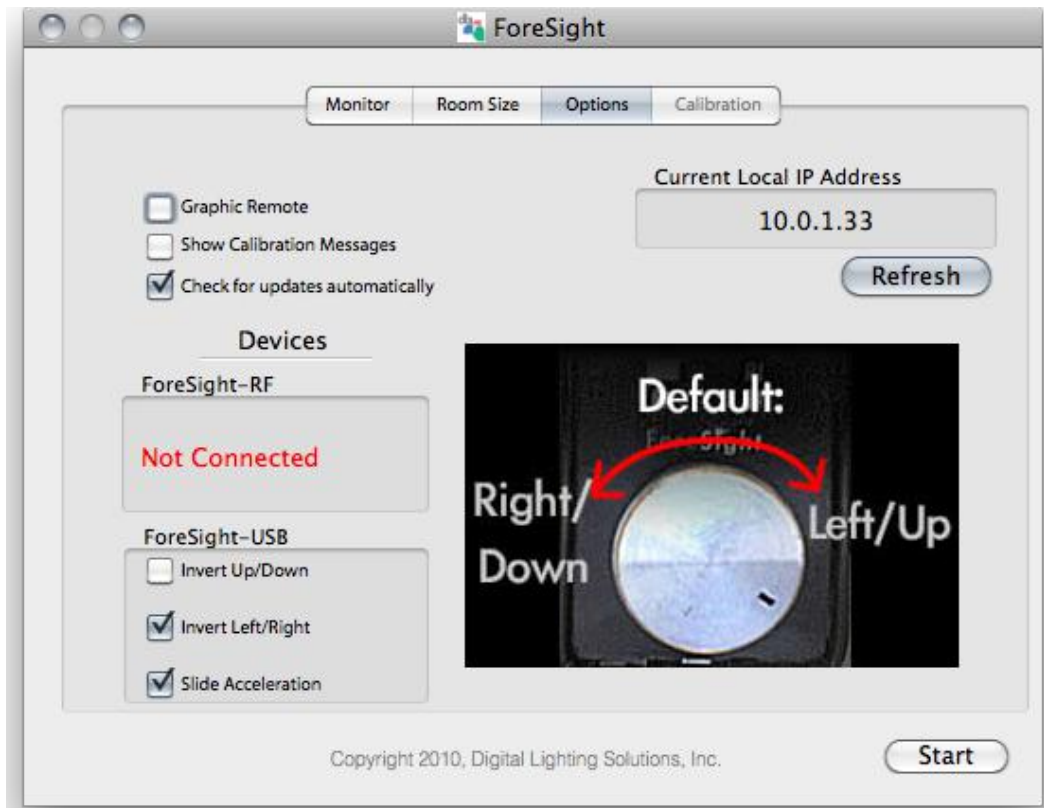 ForeSight
Monitor Room Size Options Calibration
Graphic Remote
Show Calibration Messages
Check for updates automatically
Current Local IP Address
10.0.1.33
Refresh
Devices
ForeSight-RF
Not Connected
ForeSight-USB
Invert Up/Down
Invert Left/Right
Slide Acceleration
Default:
ForeSight
Right/
Down
Left/Up
Copyright 2010, Digital Lighting Solutions, Inc.
Start